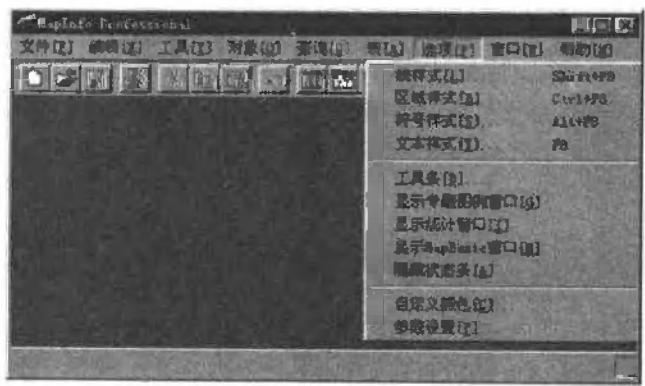 MapInfo Professional
文件[F] 编辑[E] 工具[T] 对象[O] 查询[Q] 表[A] 选项[P] 窗口[W] 帮助[H]
线样式[L]... Shift+F8
区域样式[R]... Ctrl+F8
符号样式[S]... Alt+F8
文本样式[T]... F8
工具条[B]...
显示专题图例窗口[G]
显示统计窗口[I]
显示MapBasic窗口[M]
隐藏状态条[A]
自定义颜色[C]
参数设置[P]